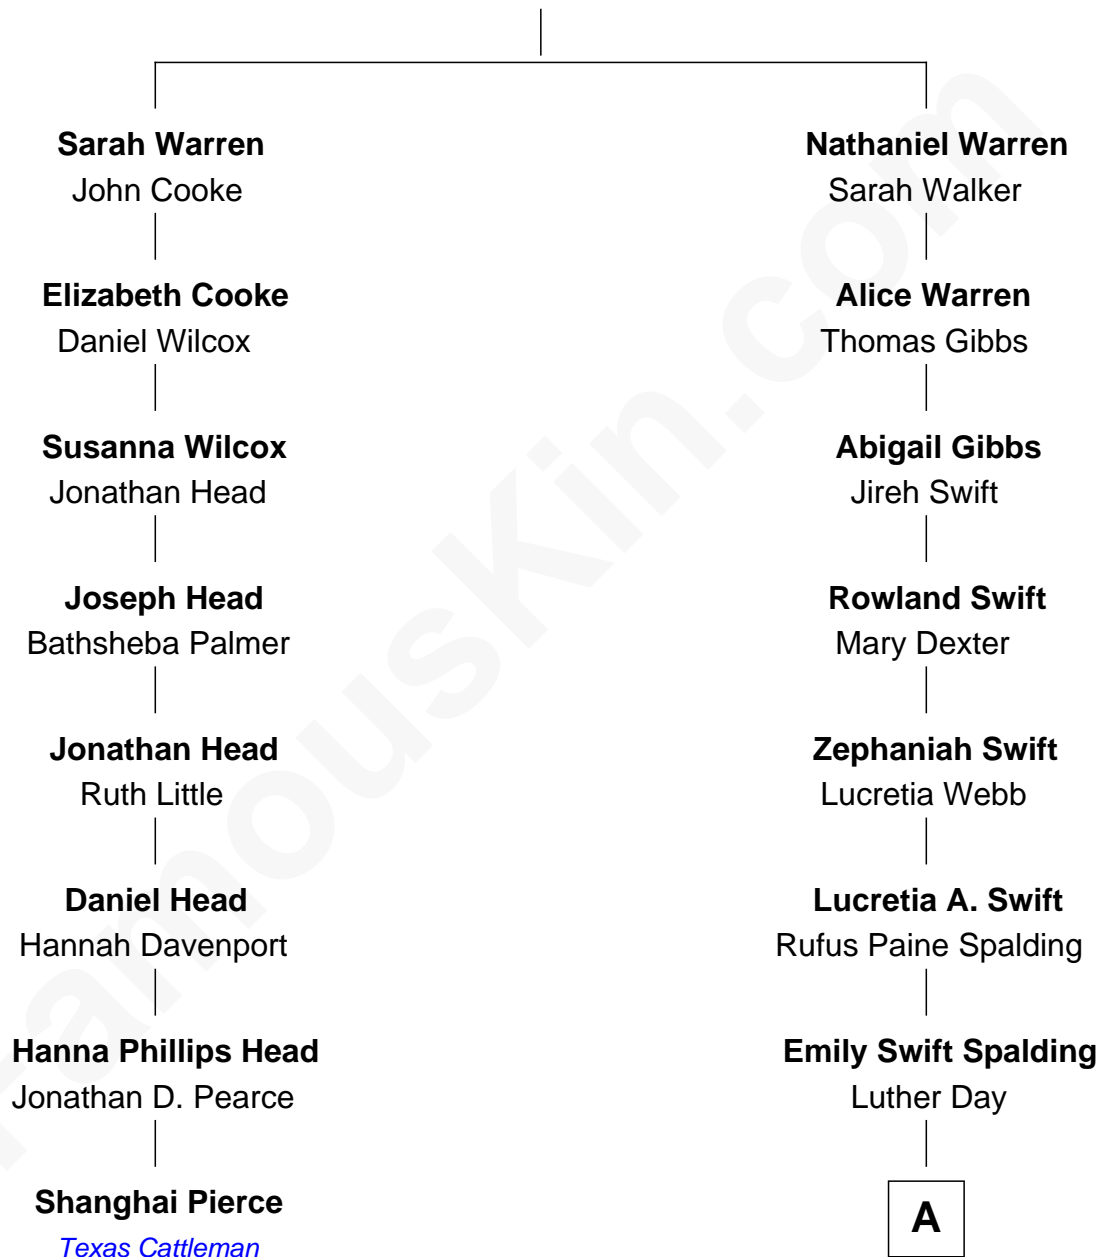 Sarah Warren
John Cooke
Elizabeth Cooke
Daniel Wilcox
Susanna Wilcox
Jonathan Head
Joseph Head
Bathsheba Palmer
Jonathan Head
Ruth Little
Daniel Head
Hannah Davenport
Hanna Phillips Head
Jonathan D. Pearce
Shanghai Pierce
Texas Cattleman
Nathaniel Warren
Sarah Walker
Alice Warren
Thomas Gibbs
Abigail Gibbs
Jireh Swift
Rowland Swift
Mary Dexter
Zephaniah Swift
Lucretia Webb
Lucretia A. Swift
Rufus Paine Spalding
Emily Swift Spalding
Luther Day
A
FamousKin.com